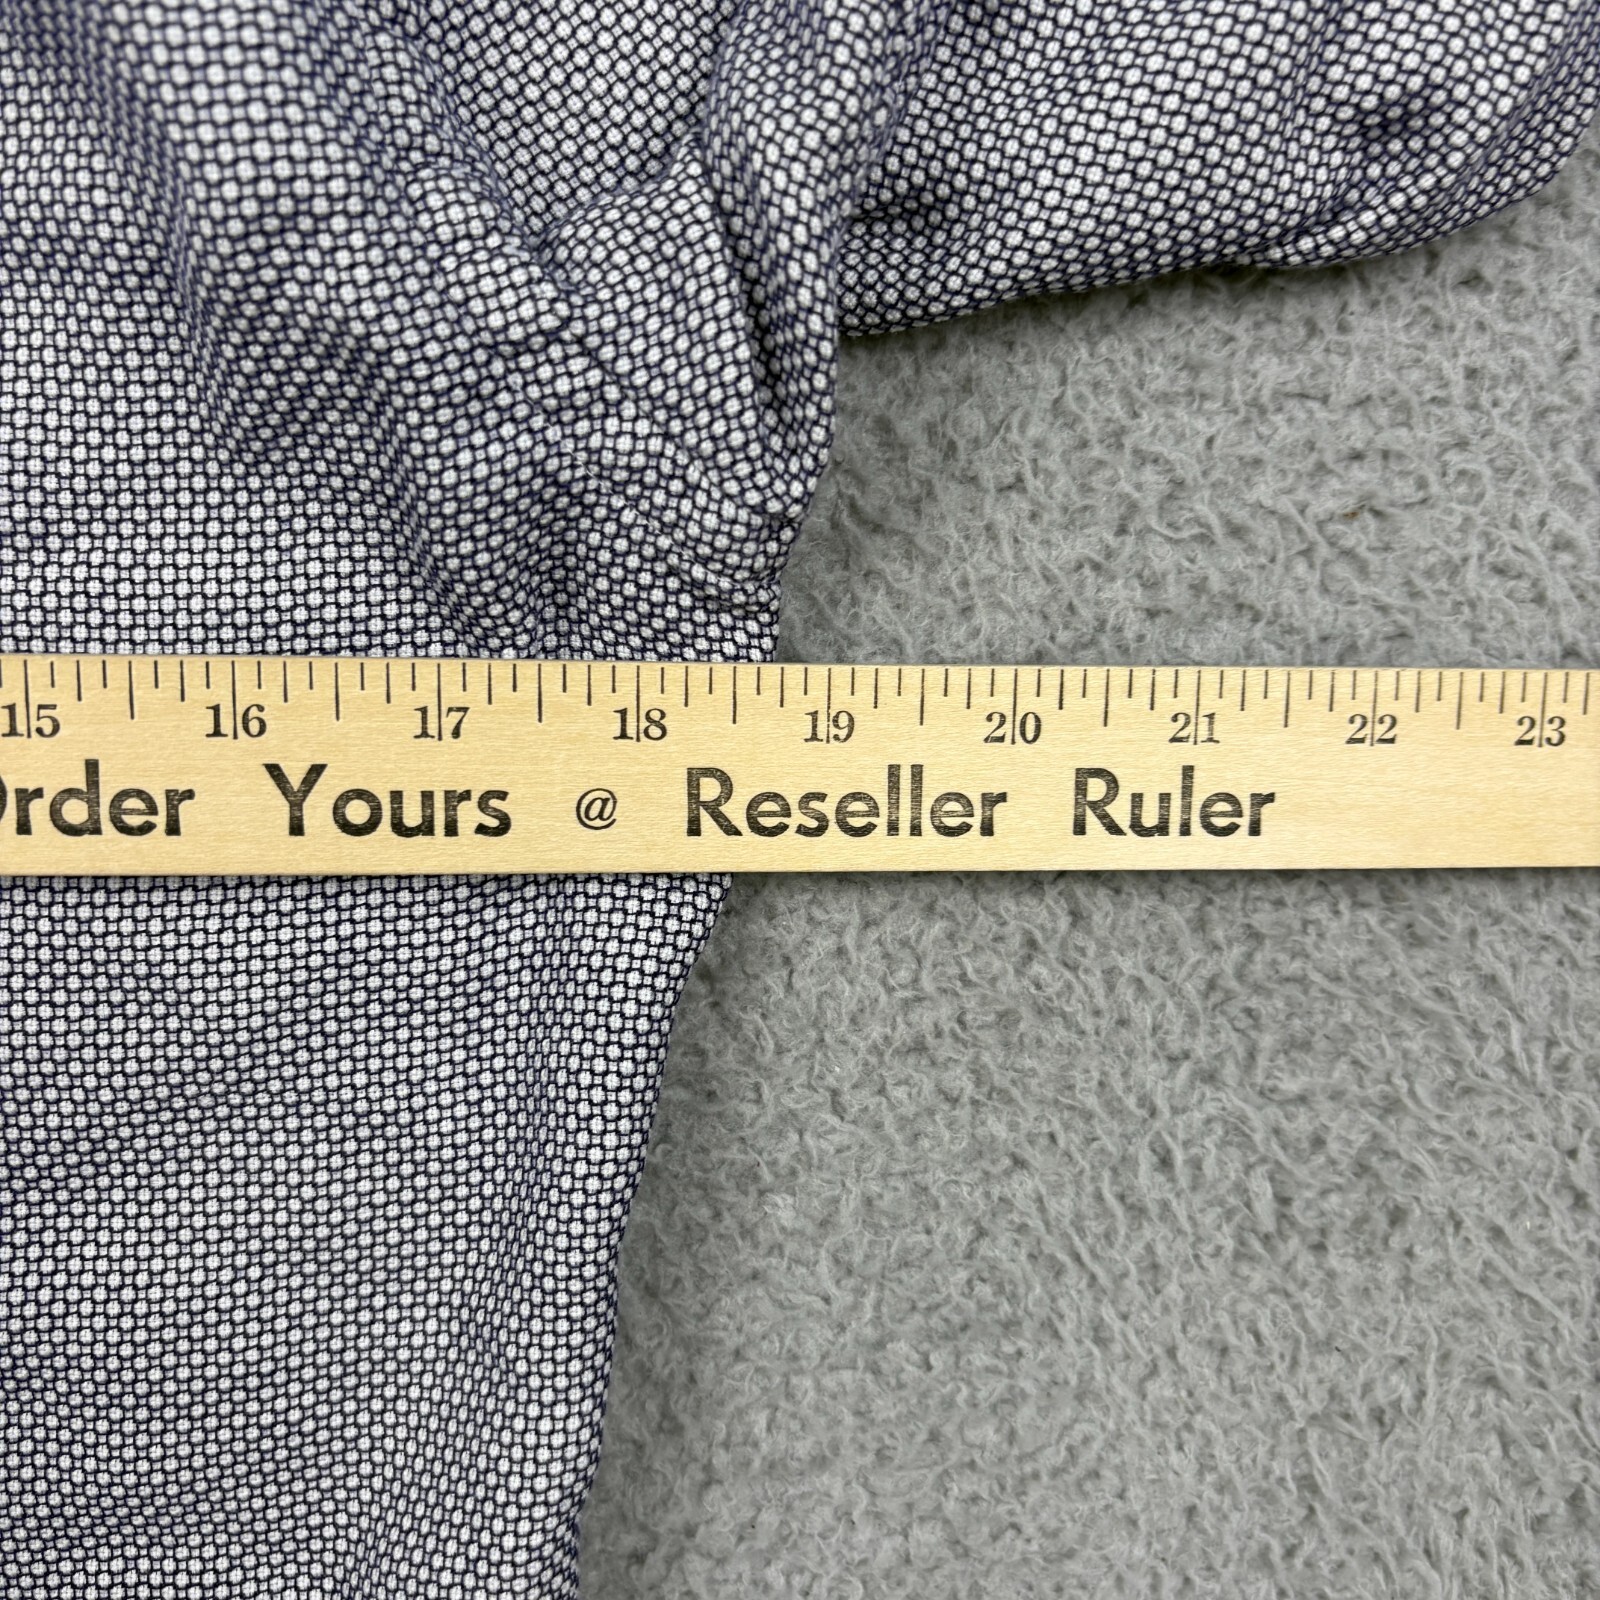 15 16 17 18 19 20 21 22 23
Order Yours @ Reseller Ruler